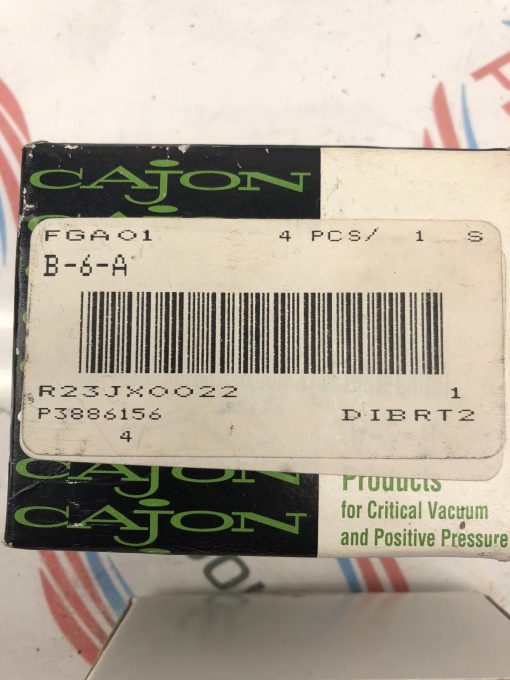 CAJON
FGA01 4 PCS/ 1 S
B-6-A
R23JX0022 1
P3886156 DIBRT2
4
CAJON
Products
CAJON
for Critical Vacuum
and Positive Pressure